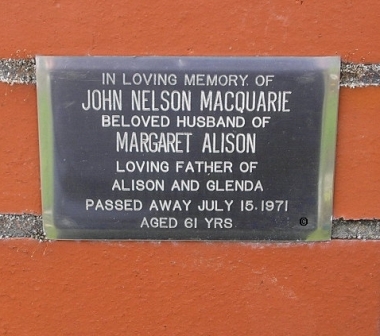 IN LOVING MEMORY OF
JOHN NELSON MACQUARIE
BELOVED HUSBAND OF
MARGARET ALISON
LOVING FATHER OF
ALISON AND GLENDA
PASSED AWAY JULY 15.1971
AGED 61 YRS